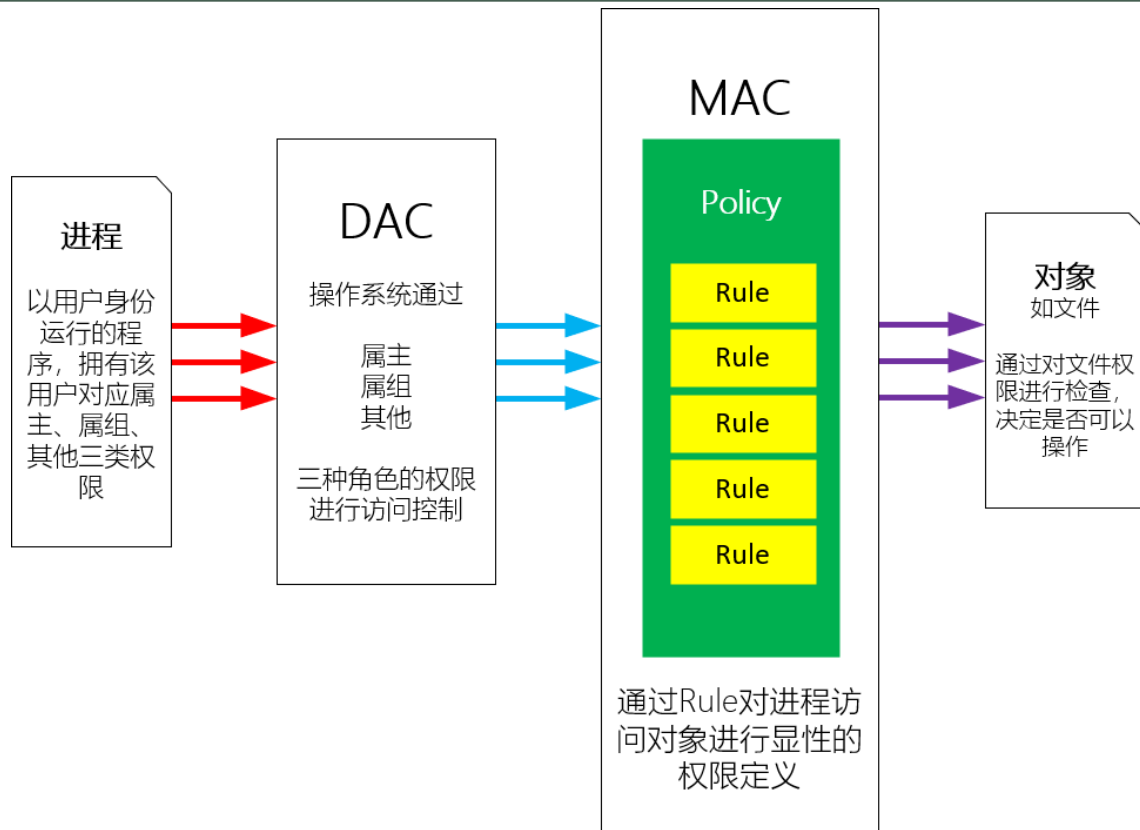 进程
以用户身份
运行的程
序，拥有该
用户对应属
主、属组、
其他三类权
限
DAC
操作系统通过
属主
属组
其他
三种角色的权限
进行访问控制
MAC
Policy
Rule
Rule
Rule
Rule
Rule
通过Rule对进程访
问对象进行显性的
权限定义
对象
如文件
通过对文件权
限进行检查，
决定是否可以
操作